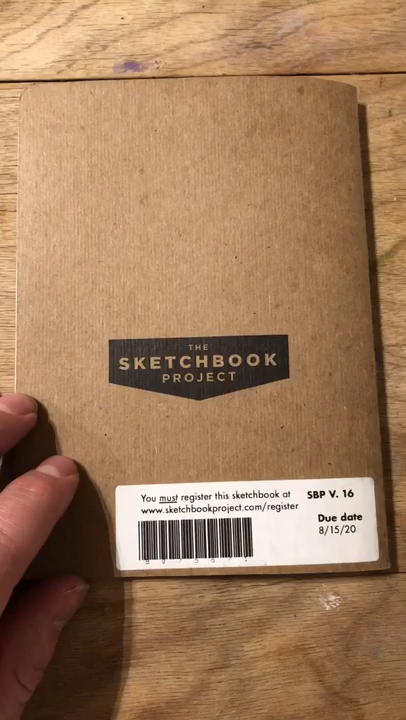 THE
SKETCHBOOK
PROJECT
You must register this sketchbook at
www.sketchbookproject.com/register
SBP V. 16
Due date
8/15/20